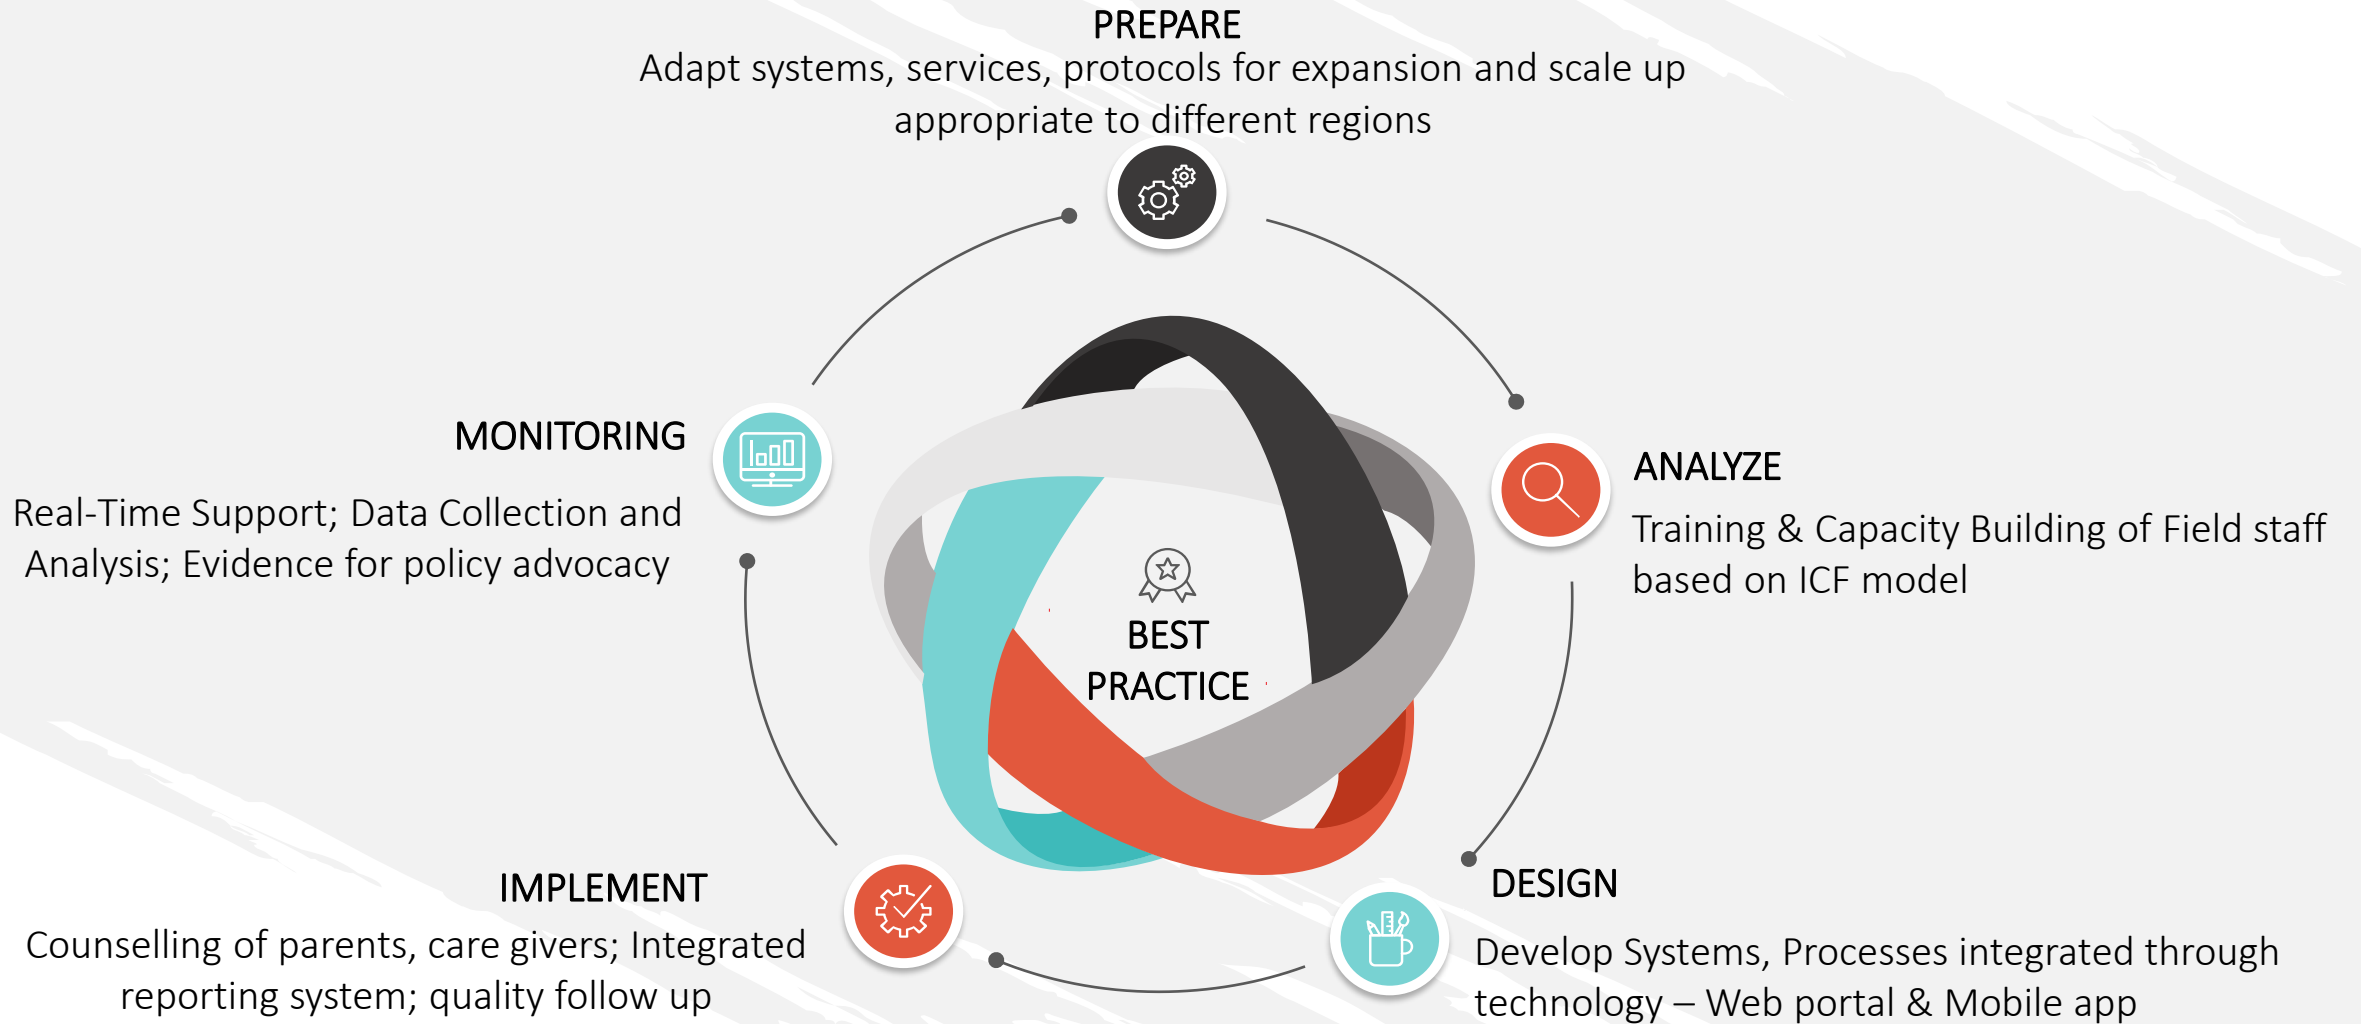 PREPARE
Adapt systems, services, protocols for expansion and scale up
appropriate to different regions
ANALYZE
Training & Capacity Building of Field staff
based on ICF model
DESIGN
Develop Systems, Processes integrated through
technology – Web portal & Mobile app
IMPLEMENT
Counselling of parents, care givers; Integrated
reporting system; quality follow up
MONITORING
Real-Time Support; Data Collection and
Analysis; Evidence for policy advocacy
BEST
PRACTICE